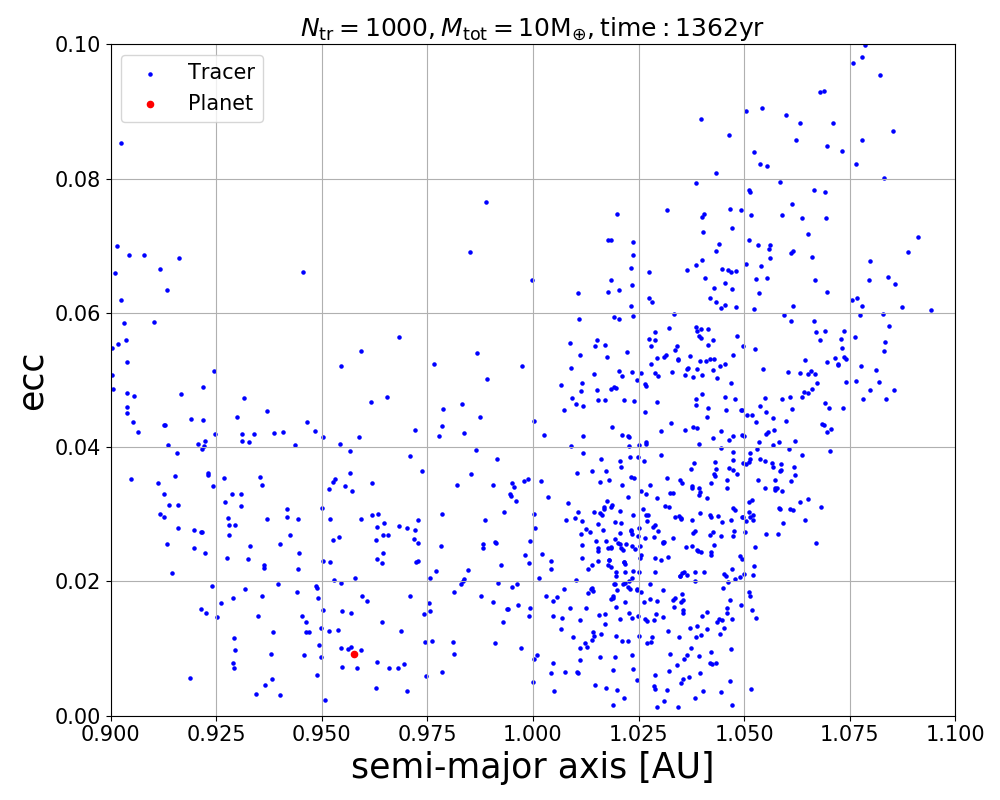 N_tr = 1000, M_tot = 10M_⊕, time : 1362yr
Tracer
Planet
ecc
0.10
0.08
0.06
0.04
0.02
0.00
0.900 0.925 0.950 0.975 1.000 1.025 1.050 1.075 1.100
semi-major axis [AU]